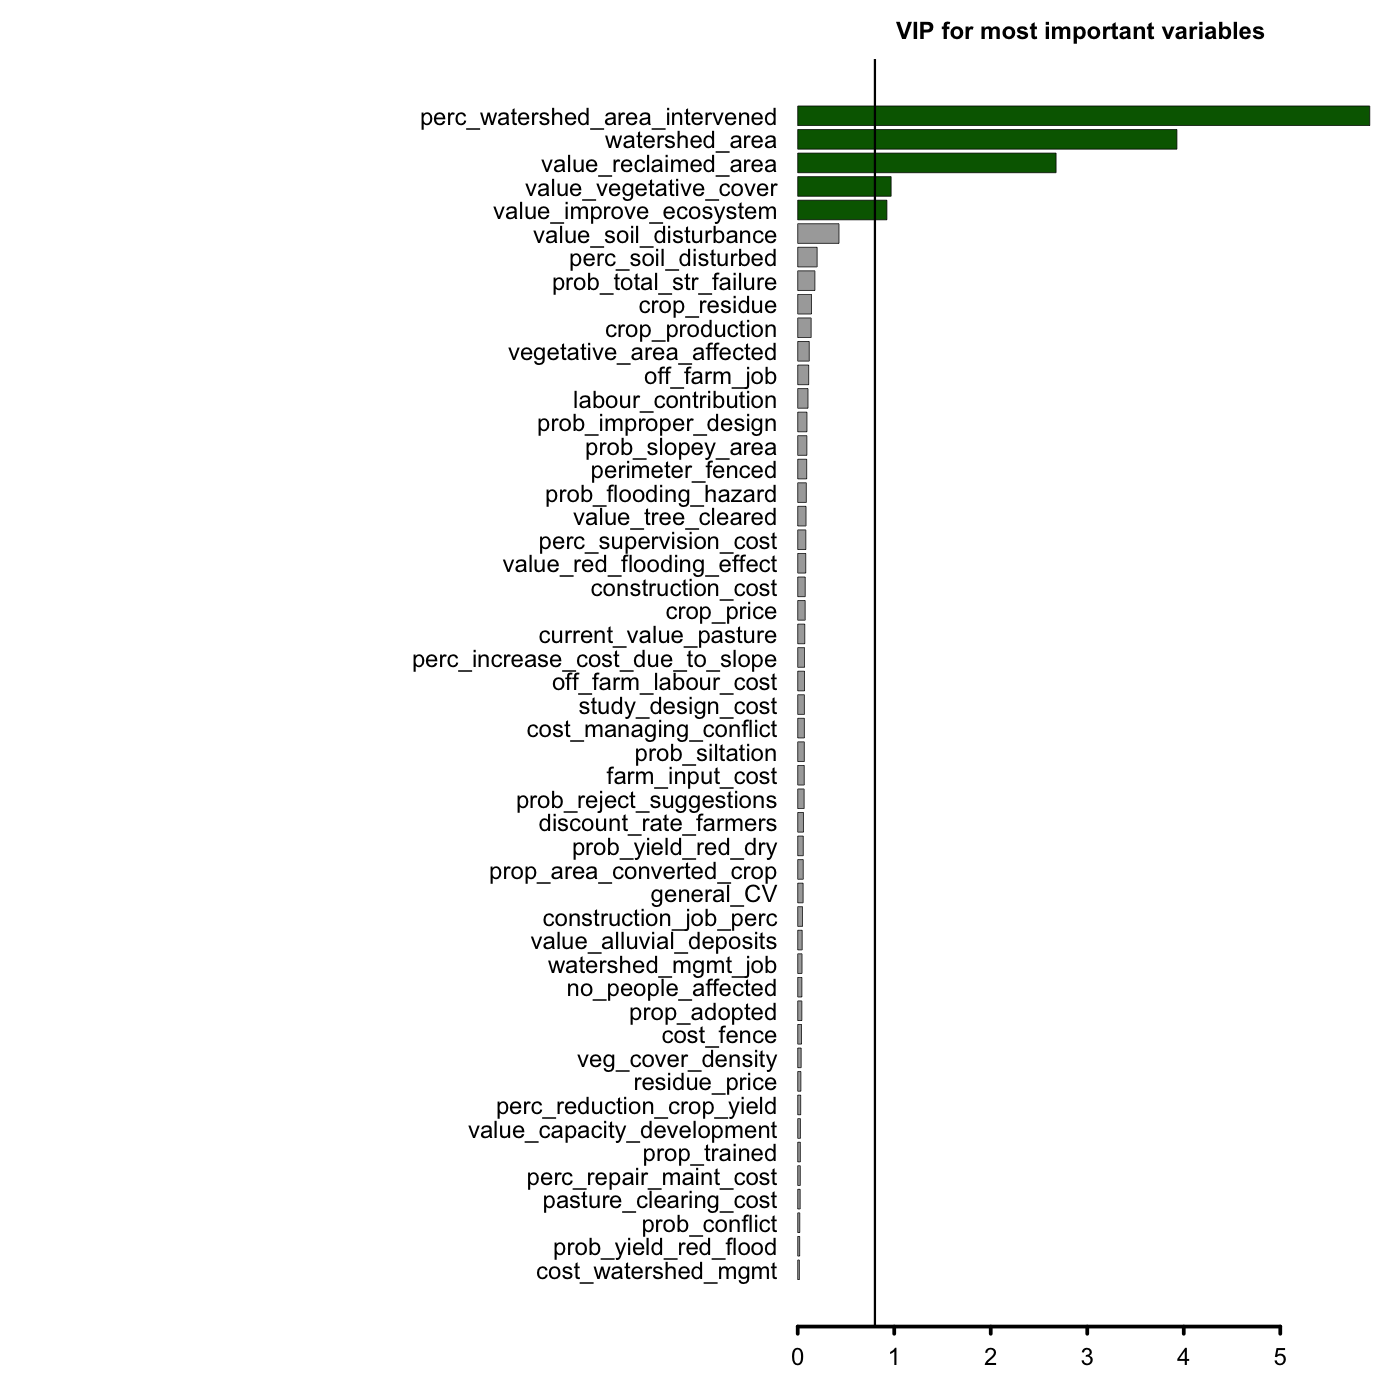 VIP for most important variables
perc_watershed_area_intervened
watershed_area
value_reclaimed_area
value_vegetative_cover
value_improve_ecosystem
value_soil_disturbance
perc_soil_disturbed
prob_total_str_failure
crop_residue
crop_production
vegetative_area_affected
off_farm_job
labour_contribution
prob_improper_design
prob_slopey_area
perimeter_fenced
prob_flooding_hazard
value_tree_cleared
perc_supervision_cost
value_red_flooding_effect
construction_cost
crop_price
current_value_pasture
perc_increase_cost_due_to_slope
off_farm_labour_cost
study_design_cost
cost_managing_conflict
prob_siltation
farm_input_cost
prob_reject_suggestions
discount_rate_farmers
prob_yield_red_dry
prop_area_converted_crop
general_CV
construction_job_perc
value_alluvial_deposits
watershed_mgmt_job
no_people_affected
prop_adopted
cost_fence
veg_cover_density
residue_price
perc_reduction_crop_yield
value_capacity_development
prop_trained
perc_repair_maint_cost
pasture_clearing_cost
prob_conflict
prob_yield_red_flood
cost_watershed_mgmt
0 1 2 3 4 5